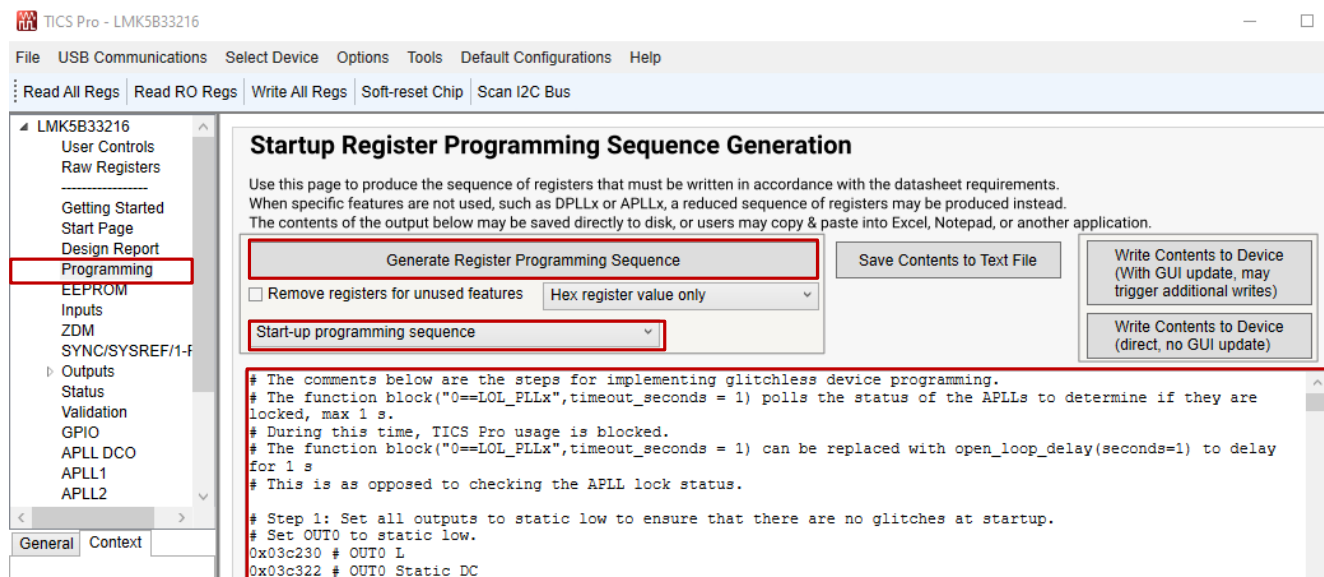 TICS Pro - LMK5B33216
File USB Communications Select Device Options Tools Default Configurations Help
Read All Regs Read RO Regs Write All Regs Soft-reset Chip Scan I2C Bus
LMK5B33216
User Controls
Raw Registers
-----------------
Getting Started
Start Page
Design Report
Programming
EEPROM
Inputs
ZDM
SYNC/SYSREF/1-F
Outputs
Status
Validation
GPIO
APLL DCO
APLL1
APLL2
General Context
Startup Register Programming Sequence Generation
Use this page to produce the sequence of registers that must be written in accordance with the datasheet requirements.
When specific features are not used, such as DPLLx or APLLx, a reduced sequence of registers may be produced instead.
The contents of the output below may be saved directly to disk, or users may copy & paste into Excel, Notepad, or another application.
Generate Register Programming Sequence
Save Contents to Text File
Write Contents to Device
(With GUI update, may
trigger additional writes)
Remove registers for unused features
Hex register value only
Start-up programming sequence
Write Contents to Device
(direct, no GUI update)
# The comments below are the steps for implementing glitchless device programming.
# The function block("0==LOL_PLLx",timeout_seconds = 1) polls the status of the APLLs to determine if they are
locked, max 1 s.
# During this time, TICS Pro usage is blocked.
# The function block("0==LOL_PLLx",timeout_seconds = 1) can be replaced with open_loop_delay(seconds=1) to delay
for 1 s
# This is as opposed to checking the APLL lock status.
# Step 1: Set all outputs to static low to ensure that there are no glitches at startup.
# Set OUT0 to static low.
0x03c230 # OUT0 L
0x03c322 # OUT0 Static DC